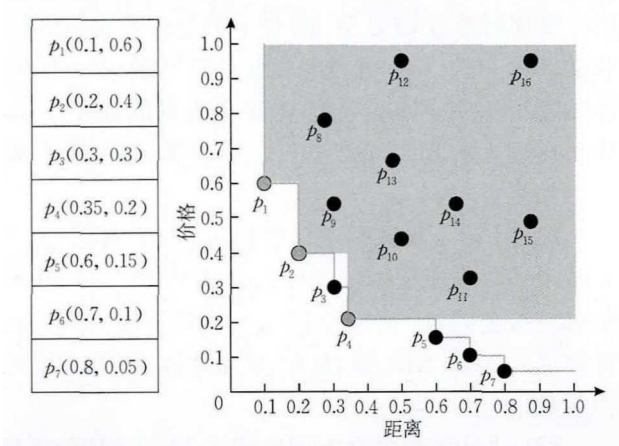 p₁(0.1, 0.6)
p₂(0.2, 0.4)
p₃(0.3, 0.3)
p₄(0.35, 0.2)
p₅(0.6, 0.15)
p₆(0.7, 0.1)
p₇(0.8, 0.05)
价格
1.0
0.9
0.8
0.7
0.6
0.5
0.4
0.3
0.2
0.1
0
p₁₂
p₁₆
p₈
p₁₃
p₁
p₉
p₁₄
p₁₅
p₁₀
p₂
p₃
p₁₁
p₄
p₅
p₆
p₇
0.1 0.2 0.3 0.4 0.5 0.6 0.7 0.8 0.9 1.0
距离